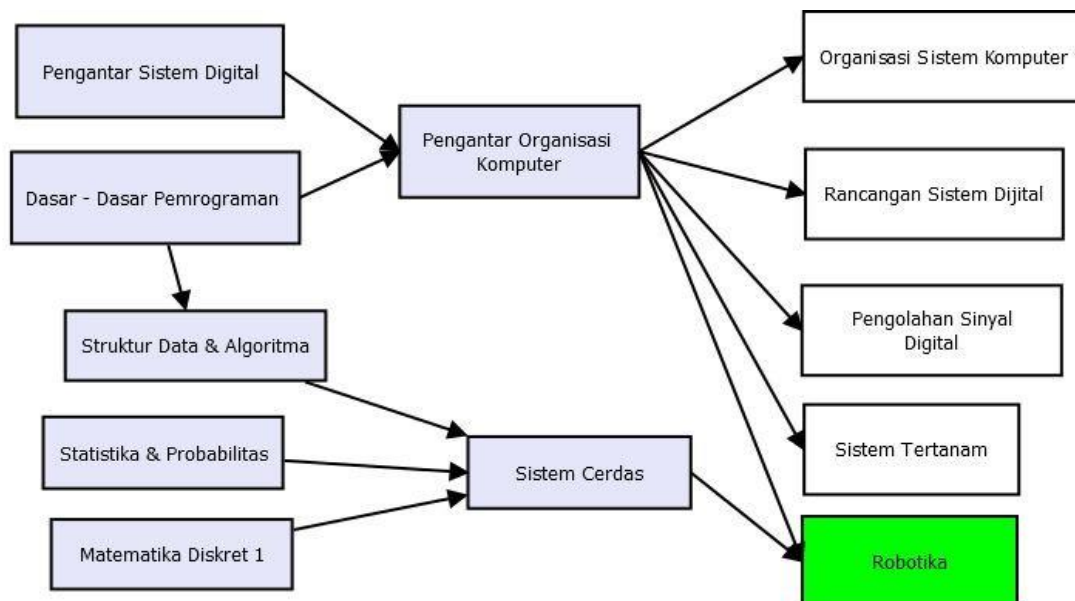 Pengantar Sistem Digital
Dasar - Dasar Pemrograman
Struktur Data & Algoritma
Statistika & Probabilitas
Matematika Diskret 1
Pengantar Organisasi
Komputer
Sistem Cerdas
Organisasi Sistem Komputer
Rancangan Sistem Dijital
Pengolahan Sinyal
Digital
Sistem Tertanam
Robotika